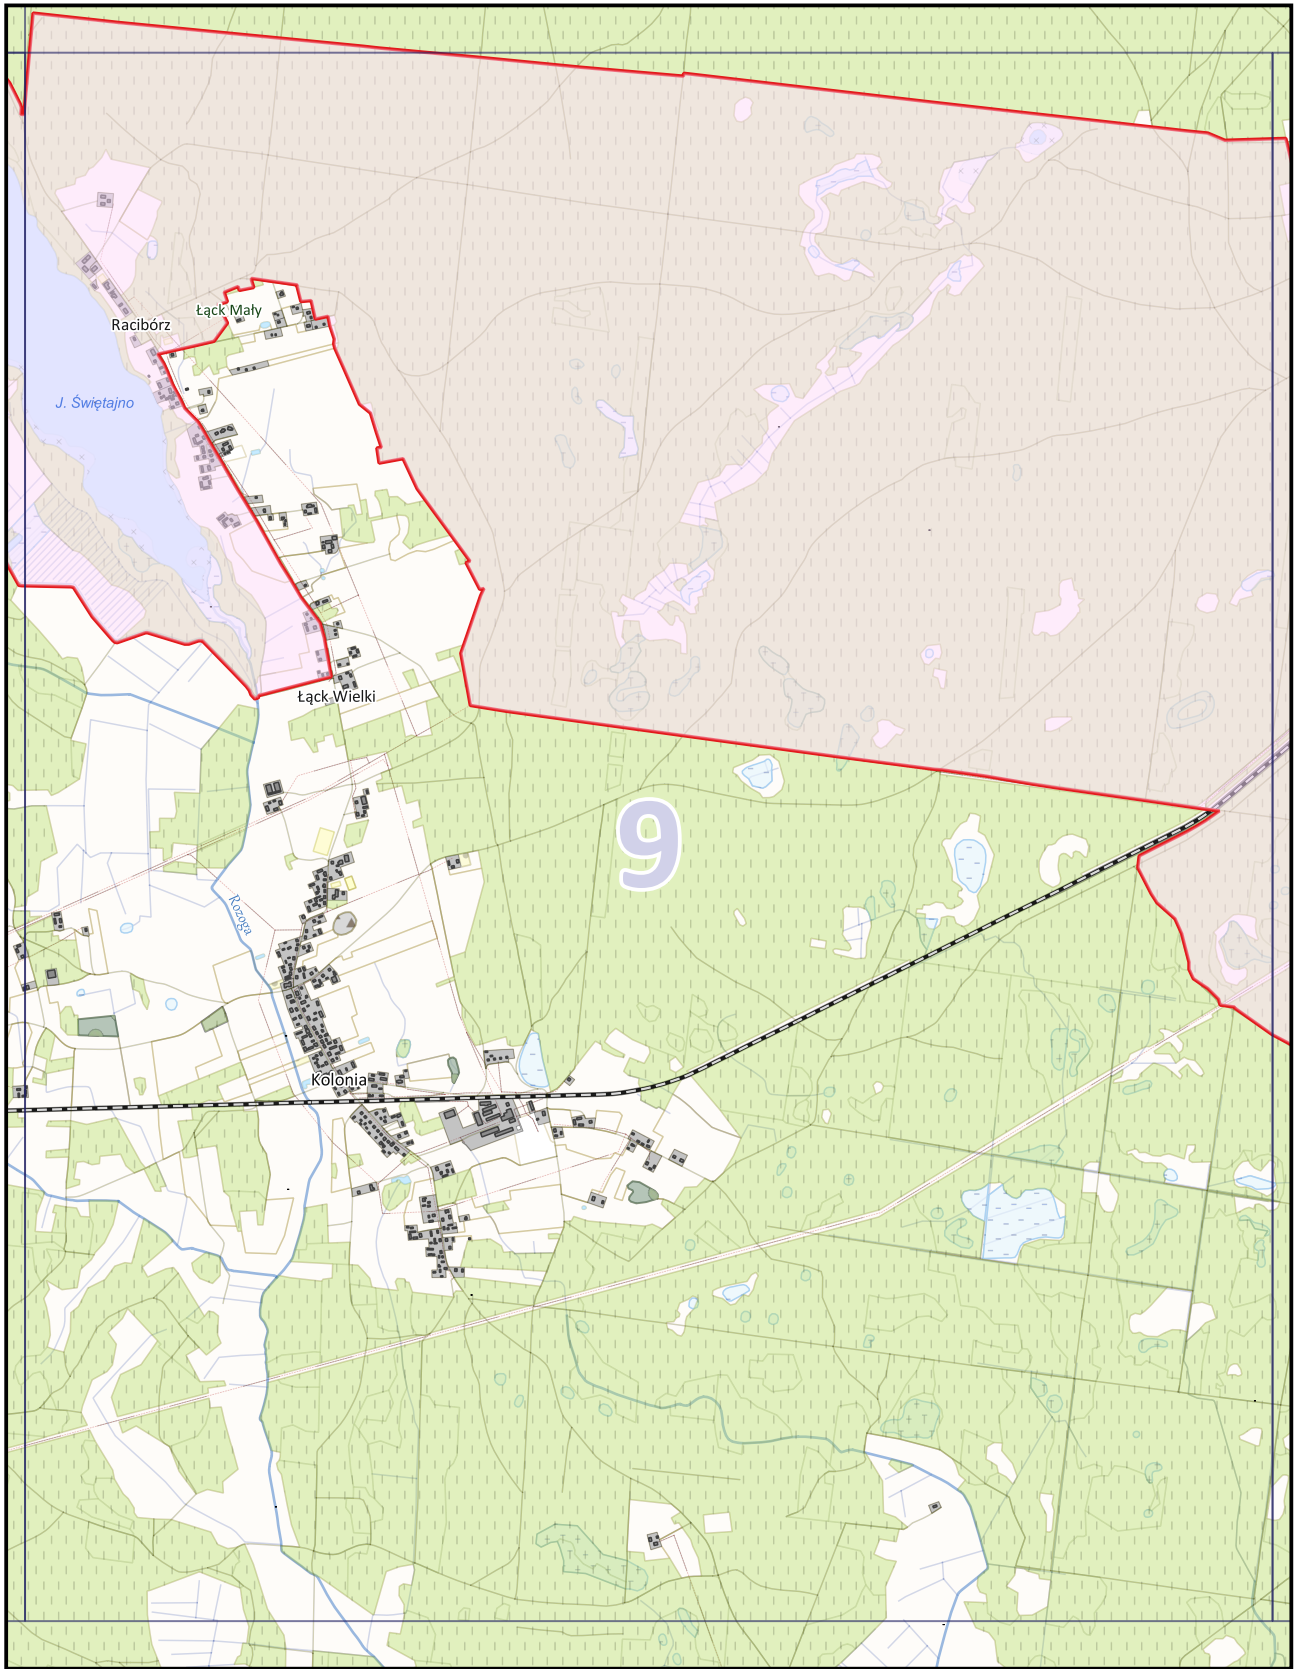 Łąck Mały
Racibórz
J. Świętajno
Łąck Wielki
9
Rozoga
Kolonia